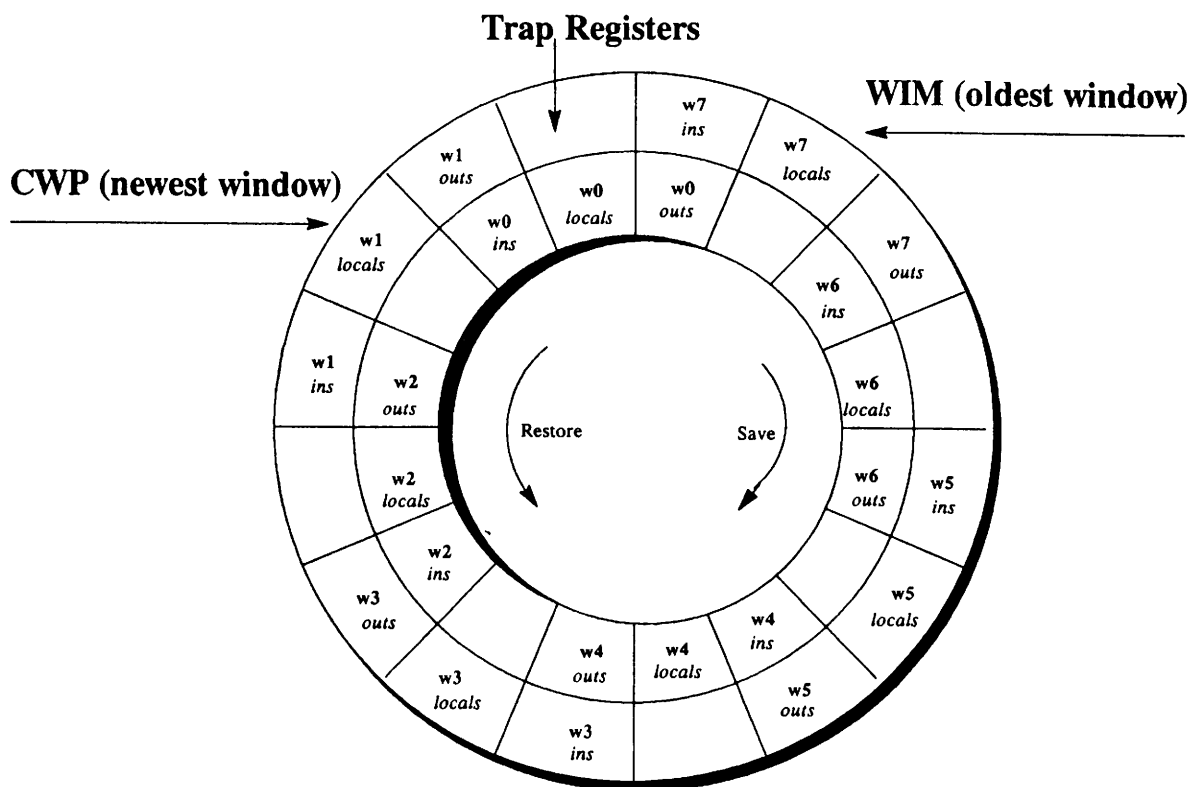 Trap Registers
WIM (oldest window)
CWP (newest window)
w7
ins
w7
locals
w7
outs
w1
outs
w0
ins
w0
locals
w0
outs
w1
locals
w1
ins
w2
outs
w6
ins
w6
locals
Restore
Save
w2
locals
w6
outs
w5
ins
w2
ins
w3
outs
w5
locals
w4
ins
w4
outs
w4
locals
w3
locals
w5
outs
w3
ins